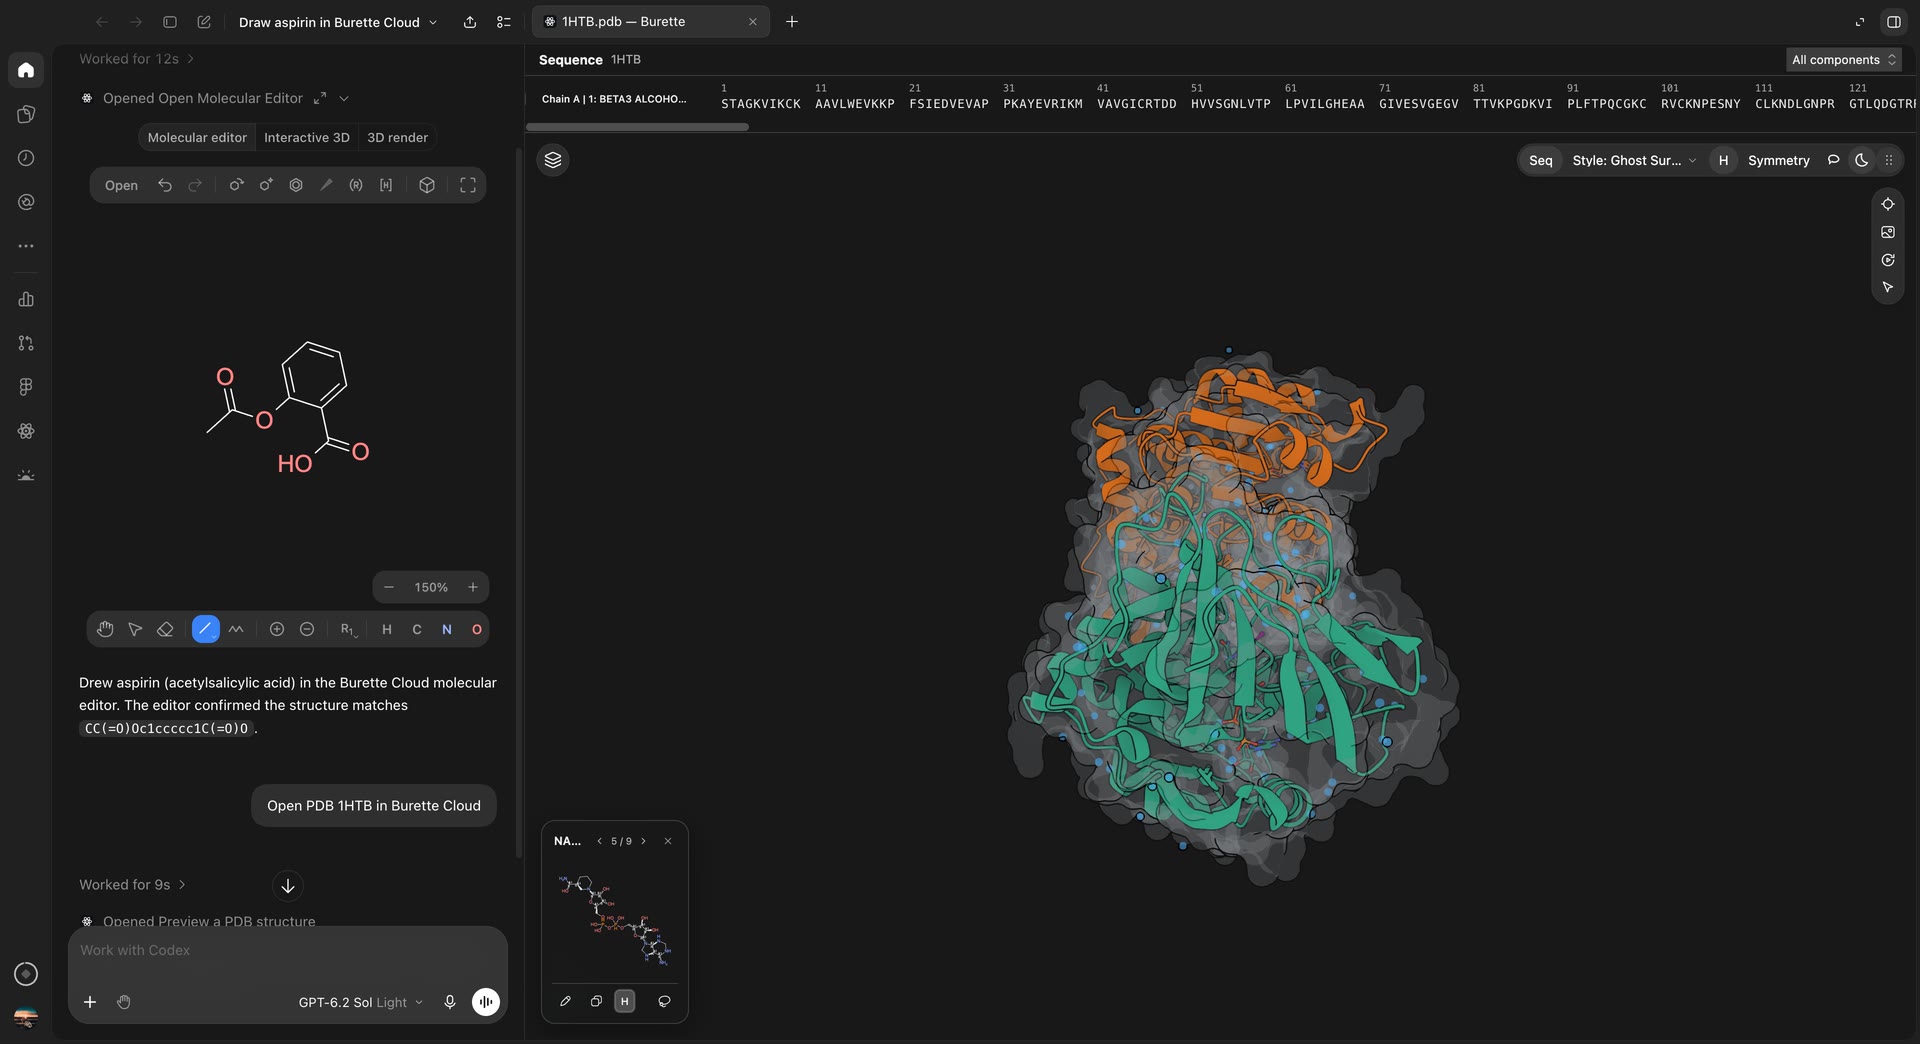 Draw aspirin in Burette Cloud
1HTB.pdb — Burette
Worked for 12s
Opened Open Molecular Editor
Molecular editor Interactive 3D 3D render
Open
O
O
O
HO
150%
R1 H C N O
Drew aspirin (acetylsalicylic acid) in the Burette Cloud molecular
editor. The editor confirmed the structure matches
CC(=O)Oc1ccccc1C(=O)O.
Open PDB 1HTB in Burette Cloud
Worked for 9s
Opened Preview a PDB structure
Work with Codex
GPT-6.2 Sol Light
Sequence 1HTB
All components
1 11 21 31 41 51 61 71 81 91 101 111 121
Chain A | 1: BETA3 ALCOHO... STAGKVIKCK AAVLWEVKKP FSIEDVEVAP PKAYEVRIKM VAVGICRTDD HVVSGNLVTP LPVILGHEAA GIVESVGEGV TTVKPGDKVI PLFTPQCGKC RVCKNPESNY CLKNDLGNPR GTLQDGTR
Seq Style: Ghost Sur... H Symmetry
NA... 5 / 9
H